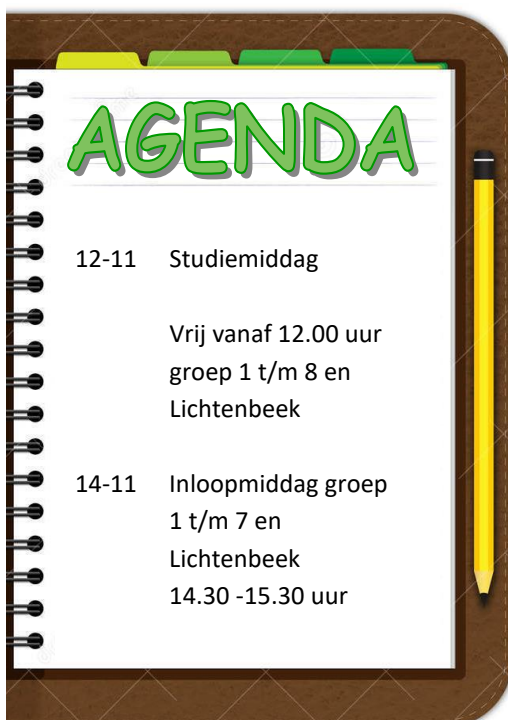 AGENDA
12-11 Studiemiddag
Vrij vanaf 12.00 uur
groep 1 t/m 8 en
Lichtenbeek
14-11 Inloopmiddag groep
1 t/m 7 en
Lichtenbeek
14.30 -15.30 uur